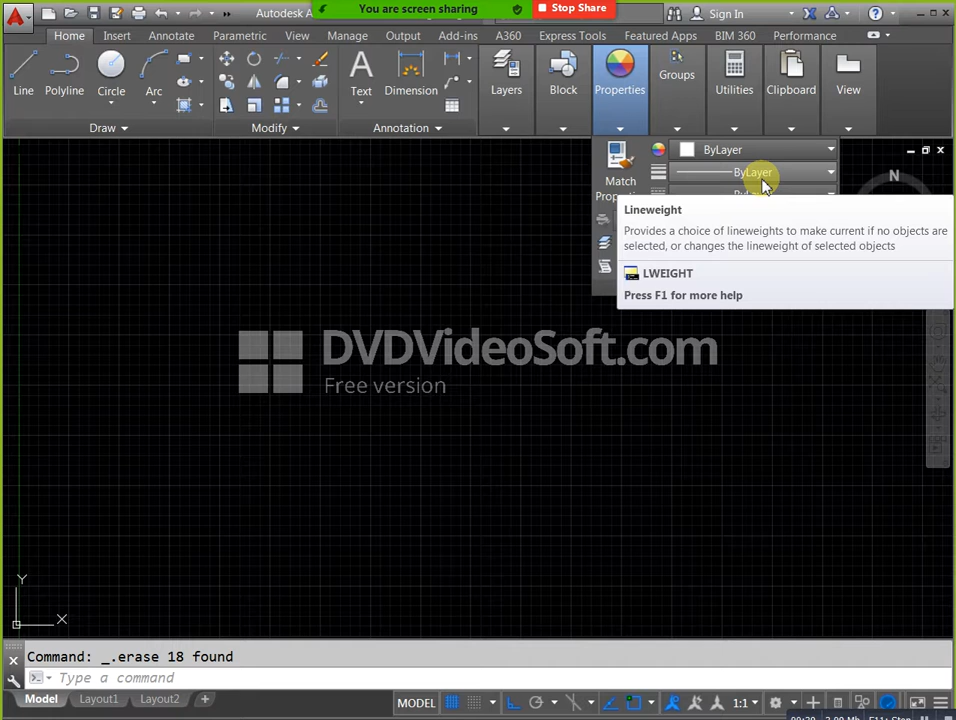 Autodesk A
You are screen sharing
Stop Share
Sign In
Home Insert Annotate Parametric View Manage Output Add-ins A360 Express Tools Featured Apps BIM 360 Performance
Line Polyline Circle Arc
Text Dimension
Layers Block Properties Groups Utilities Clipboard View
Draw Modify Annotation
ByLayer
Match
ByLayer
Lineweight
Provides a choice of lineweights to make current if no objects are
selected, or changes the lineweight of selected objects
LWEIGHT
Press F1 for more help
N
DVDVideoSoft.com
Free version
Y
X
Command: _.erase 18 found
Type a command
Model Layout1 Layout2 +
MODEL 1:1